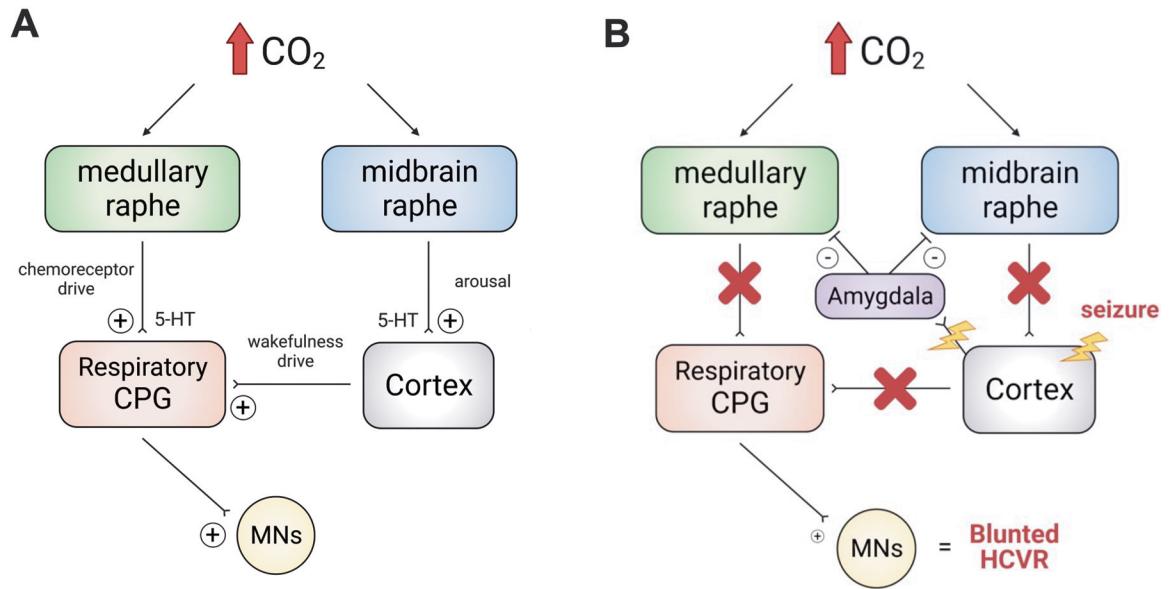 A
CO₂
medullary
raphe
midbrain
raphe
chemoreceptor
drive
arousal
+
5-HT
5-HT
+
wakefulness
drive
Respiratory
CPG
Cortex
+
+
MNs
B
CO₂
medullary
raphe
midbrain
raphe
-
-
Amygdala
seizure
Respiratory
CPG
Cortex
+
MNs
=
Blunted
HCVR